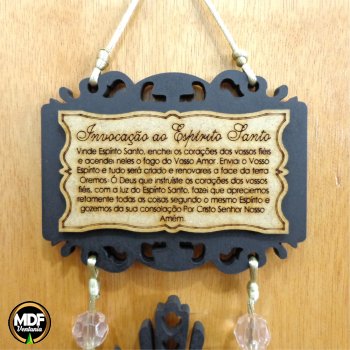 Invocação ao Espírito Santo
Vinde Espírito Santo, enchei os corações dos vossos
fiéis e acendei neles o fogo do Vosso Amor. Enviai o Vosso
Espírito e tudo será criado e renovareis a face da terra
Oremos: Ó Deus que instruíste os corações dos vossos
fiéis, com a luz do Espírito Santo, fazei que apreciemos
retamente todas as coisas segundo o mesmo Espírito e
gozemos da sua consolação Por Cristo Senhor Nosso
Amém.
MDF
Ventania